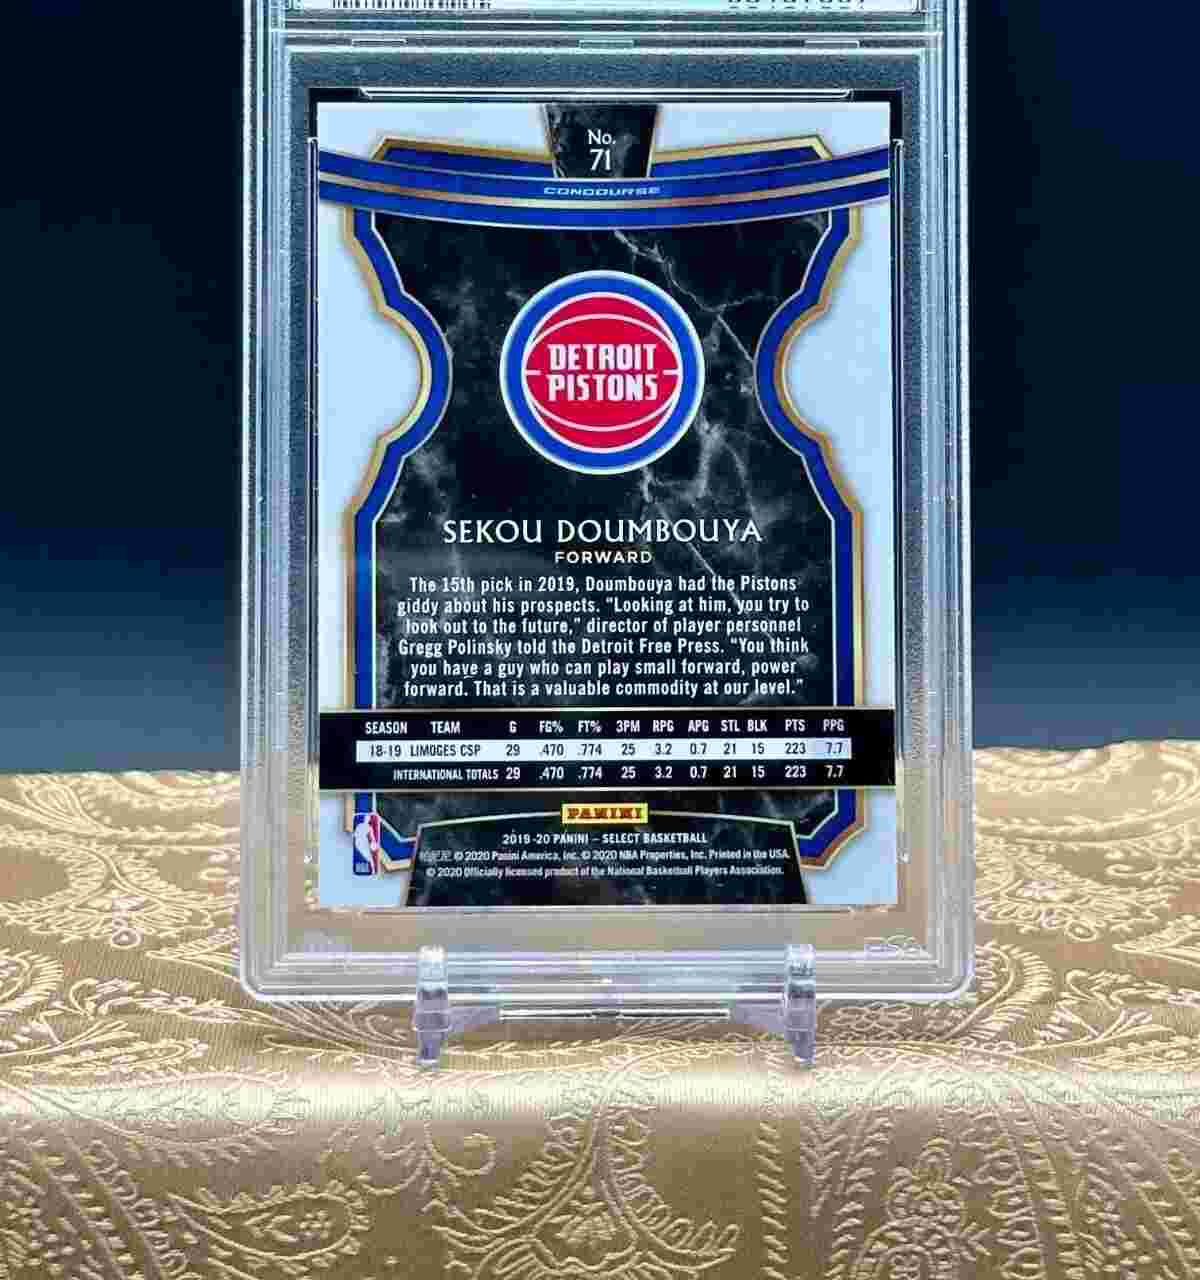 No.
71
CONCOURSE
DETROIT
PISTONS
SEKOU DOUMBOUYA
FORWARD
The 15th pick in 2019, Doumbouya had the Pistons
giddy about his prospects. "Looking at him, you try to
look out to the future," director of player personnel
Gregg Polinsky told the Detroit Free Press. "You think
you have a guy who can play small forward, power
forward. That is a valuable commodity at our level."
SEASON TEAM G FG% FT% 3PM RPG APG STL BLK PTS PPG
18-19 LIMOGES CSP 29 .470 .774 25 3.2 0.7 21 15 223 7.7
INTERNATIONAL TOTALS 29 .470 .774 25 3.2 0.7 21 15 223 7.7
PANINI
2019-20 PANINI – SELECT BASKETBALL
© 2020 Panini America, Inc. © 2020 NBA Properties, Inc. Printed in the USA.
© 2020 Officially licensed product of the National Basketball Players Association.